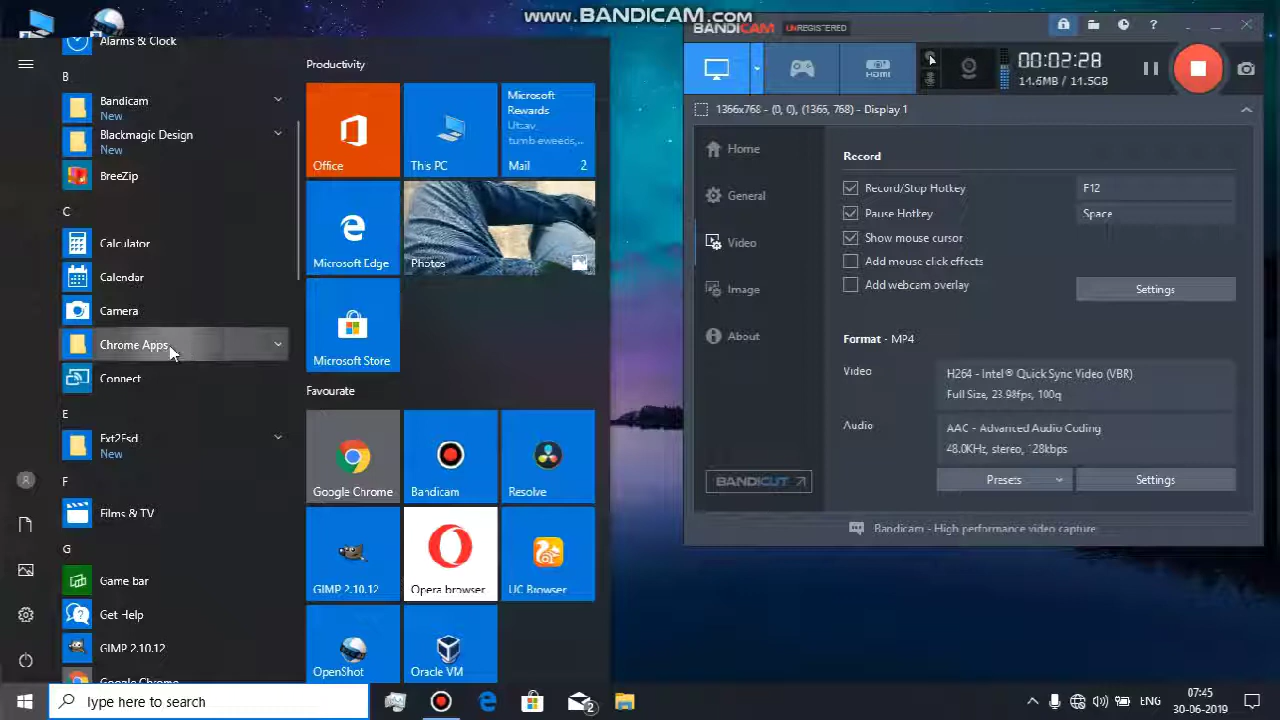 www.BANDICAM.com
Alarms & Clock
B
Bandicam
New
Blackmagic Design
New
BreeZip
C
Calculator
Calendar
Camera
Chrome Apps
Connect
E
Ext2Fsd
New
F
Films & TV
G
Game bar
Get Help
GIMP 2.10.12
Google Chrome
Productivity
Office
This PC
Microsoft
Rewards
Utsav,
tumbleweeds,...
Mail 2
Microsoft Edge
Photos
Microsoft Store
Favourate
Google Chrome
Bandicam
Resolve
GIMP 2.10.12
Opera browser
UC Browser
OpenShot
Oracle VM
BANDICAM UNREGISTERED
HDMI
00:02:28
14.6MB / 11.5GB
1366x768 - (0, 0), (1365, 768) - Display 1
Home
General
Video
Image
About
BANDICUT
Record
Record/Stop Hotkey F12
Pause Hotkey Space
Show mouse cursor
Add mouse click effects
Add webcam overlay
Settings
Format - MP4
Video
H264 - Intel® Quick Sync Video (VBR)
Full Size, 23.98fps, 100q
Audio
AAC - Advanced Audio Coding
48.0KHz, stereo, 128kbps
Presets
Settings
Bandicam - High performance video capture
Type here to search
2
ENG
07:45
30-06-2019